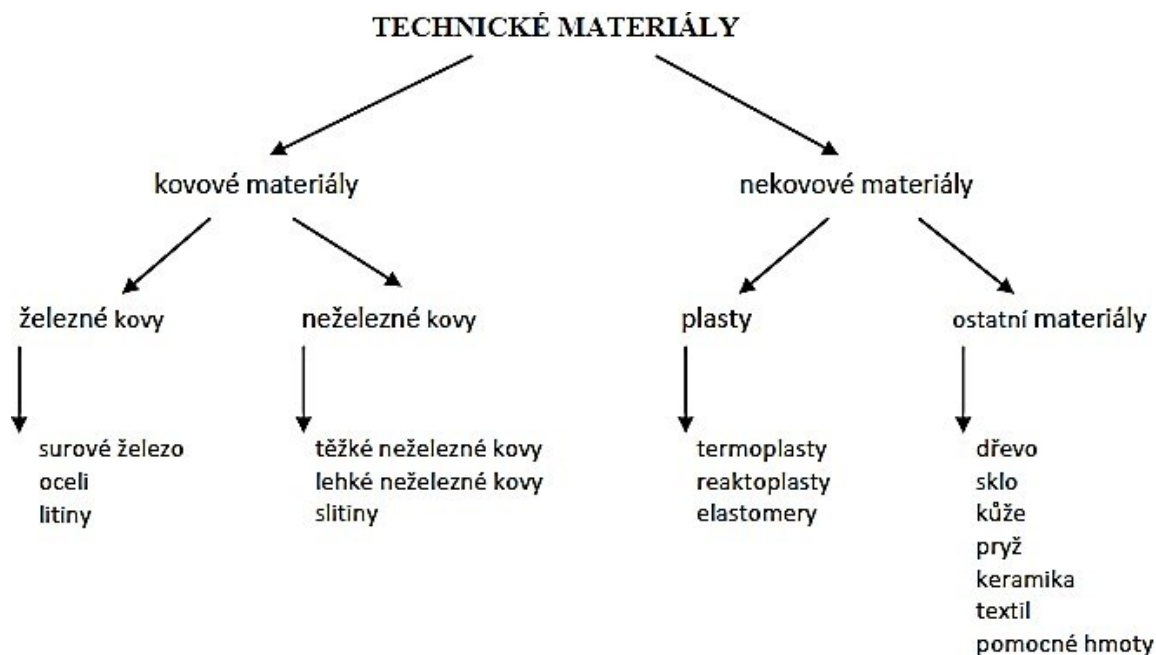 TECHNICKÉ MATERIÁLY
kovové materiály
nekovové materiály
železné kovy
neželezné kovy
plasty
ostatní materiály
surové železo
oceli
litiny
těžké neželezné kovy
lehké neželezné kovy
slitiny
termoplasty
reaktoplasty
elastomery
dřevo
sklo
kůže
pryž
keramika
textil
pomocné hmoty